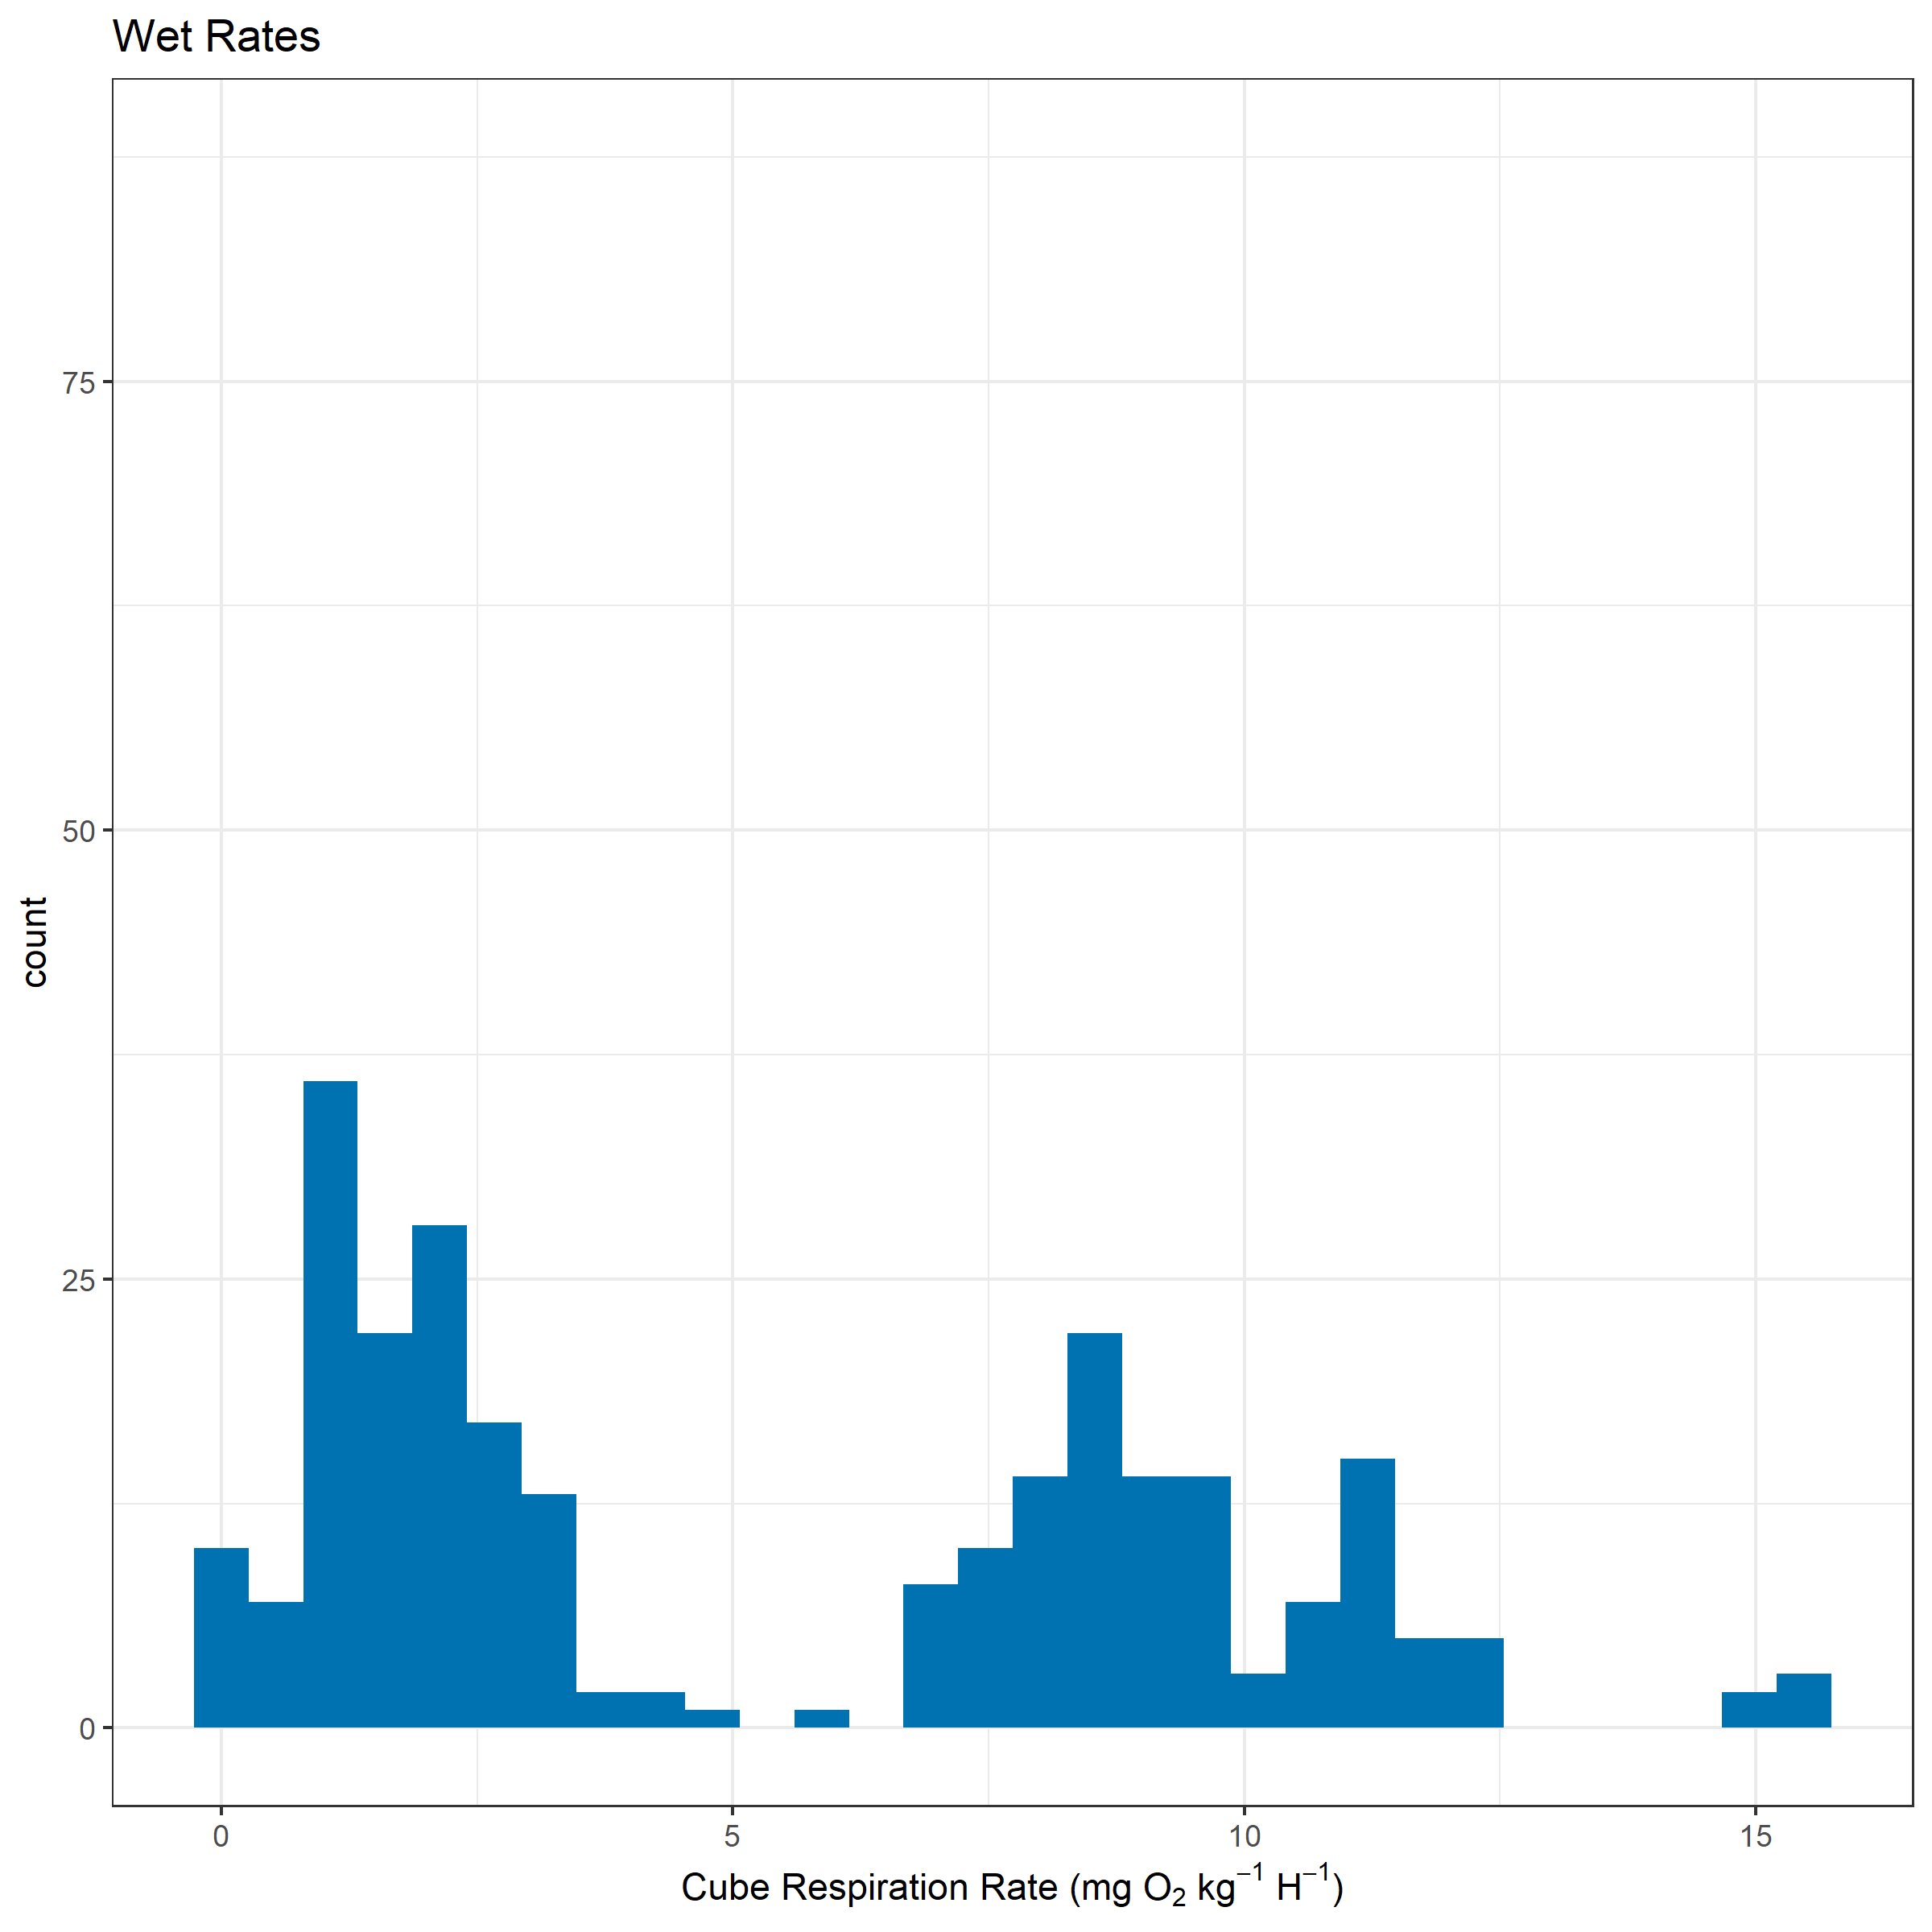 Wet Rates
75
50
25
0
count
0 5 10 15
Cube Respiration Rate (mg O₂ kg⁻¹ H⁻¹)